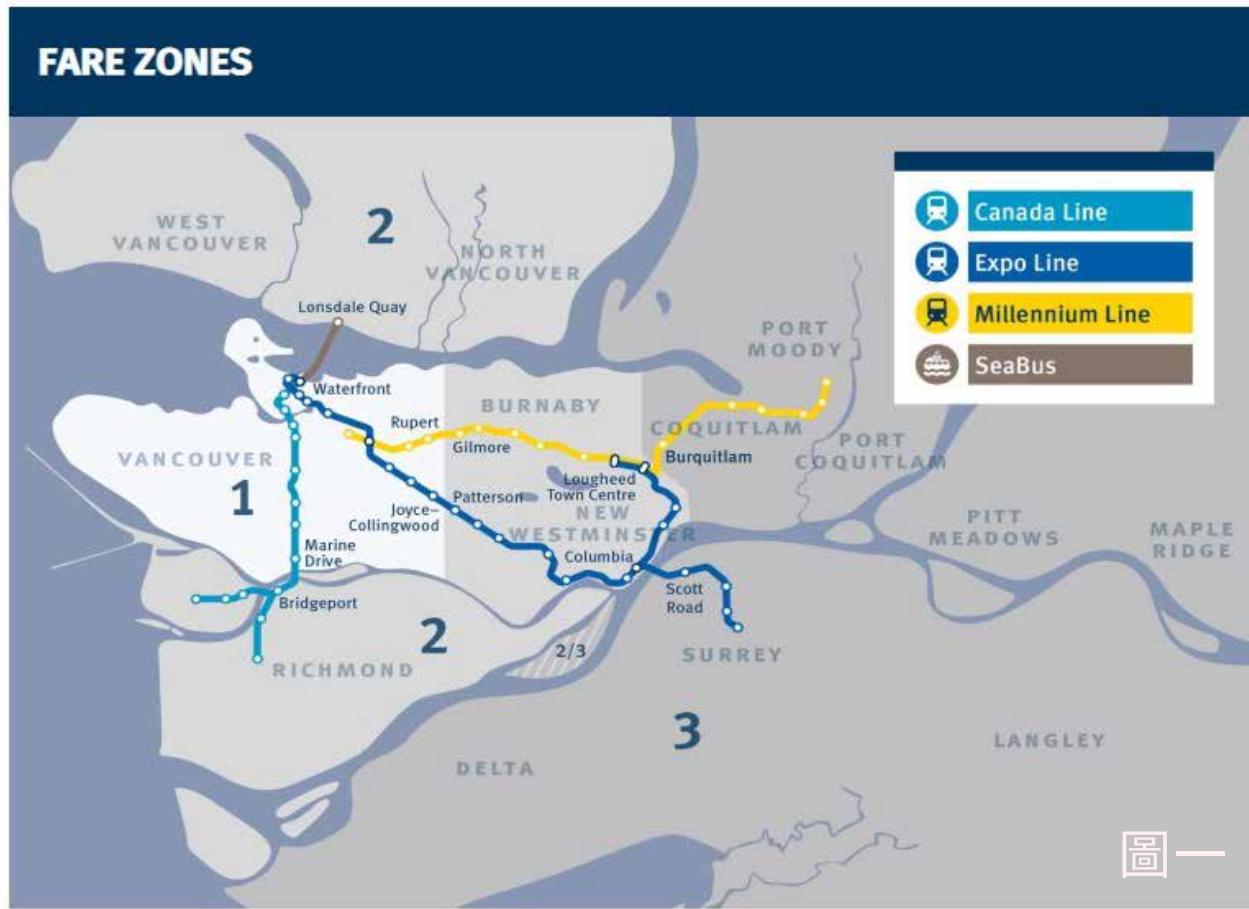 FARE ZONES
Canada Line
Expo Line
Millennium Line
SeaBus
WEST
VANCOUVER
2
NORTH
VANCOUVER
Lonsdale Quay
PORT
MOODY
Waterfront
BURNABY
Rupert
Gilmore
COQUITLAM
Burquitlam
PORT
COQUITLAM
VANCOUVER
1
Lougheed
Town Centre
Patterson
Joyce–
Collingwood
NEW
WESTMINSTER
PITT
MEADOWS
MAPLE
RIDGE
Marine
Drive
Columbia
Bridgeport
Scott
Road
2
2/3
RICHMOND
SURREY
3
LANGLEY
DELTA
圖一